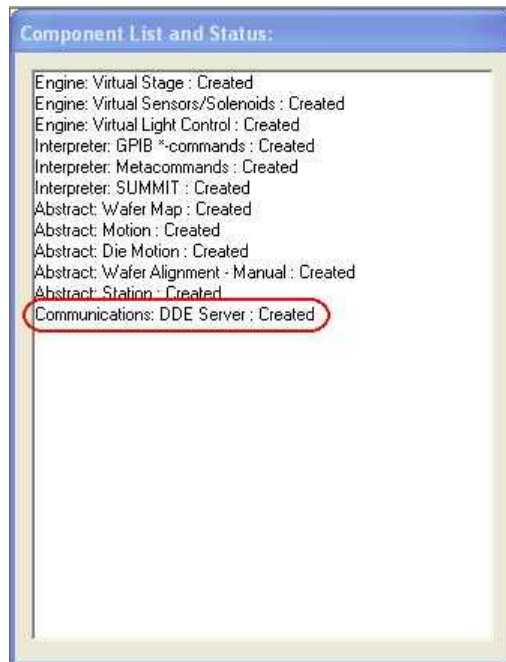 Component List and Status:
Engine: Virtual Stage : Created
Engine: Virtual Sensors/Solenoids : Created
Engine: Virtual Light Control : Created
Interpreter: GPIB *-commands : Created
Interpreter: Metacommands : Created
Interpreter: SUMMIT : Created
Abstract: Wafer Map : Created
Abstract: Motion : Created
Abstract: Die Motion : Created
Abstract: Wafer Alignment - Manual : Created
Abstract: Station : Created
Communications: DDE Server : Created